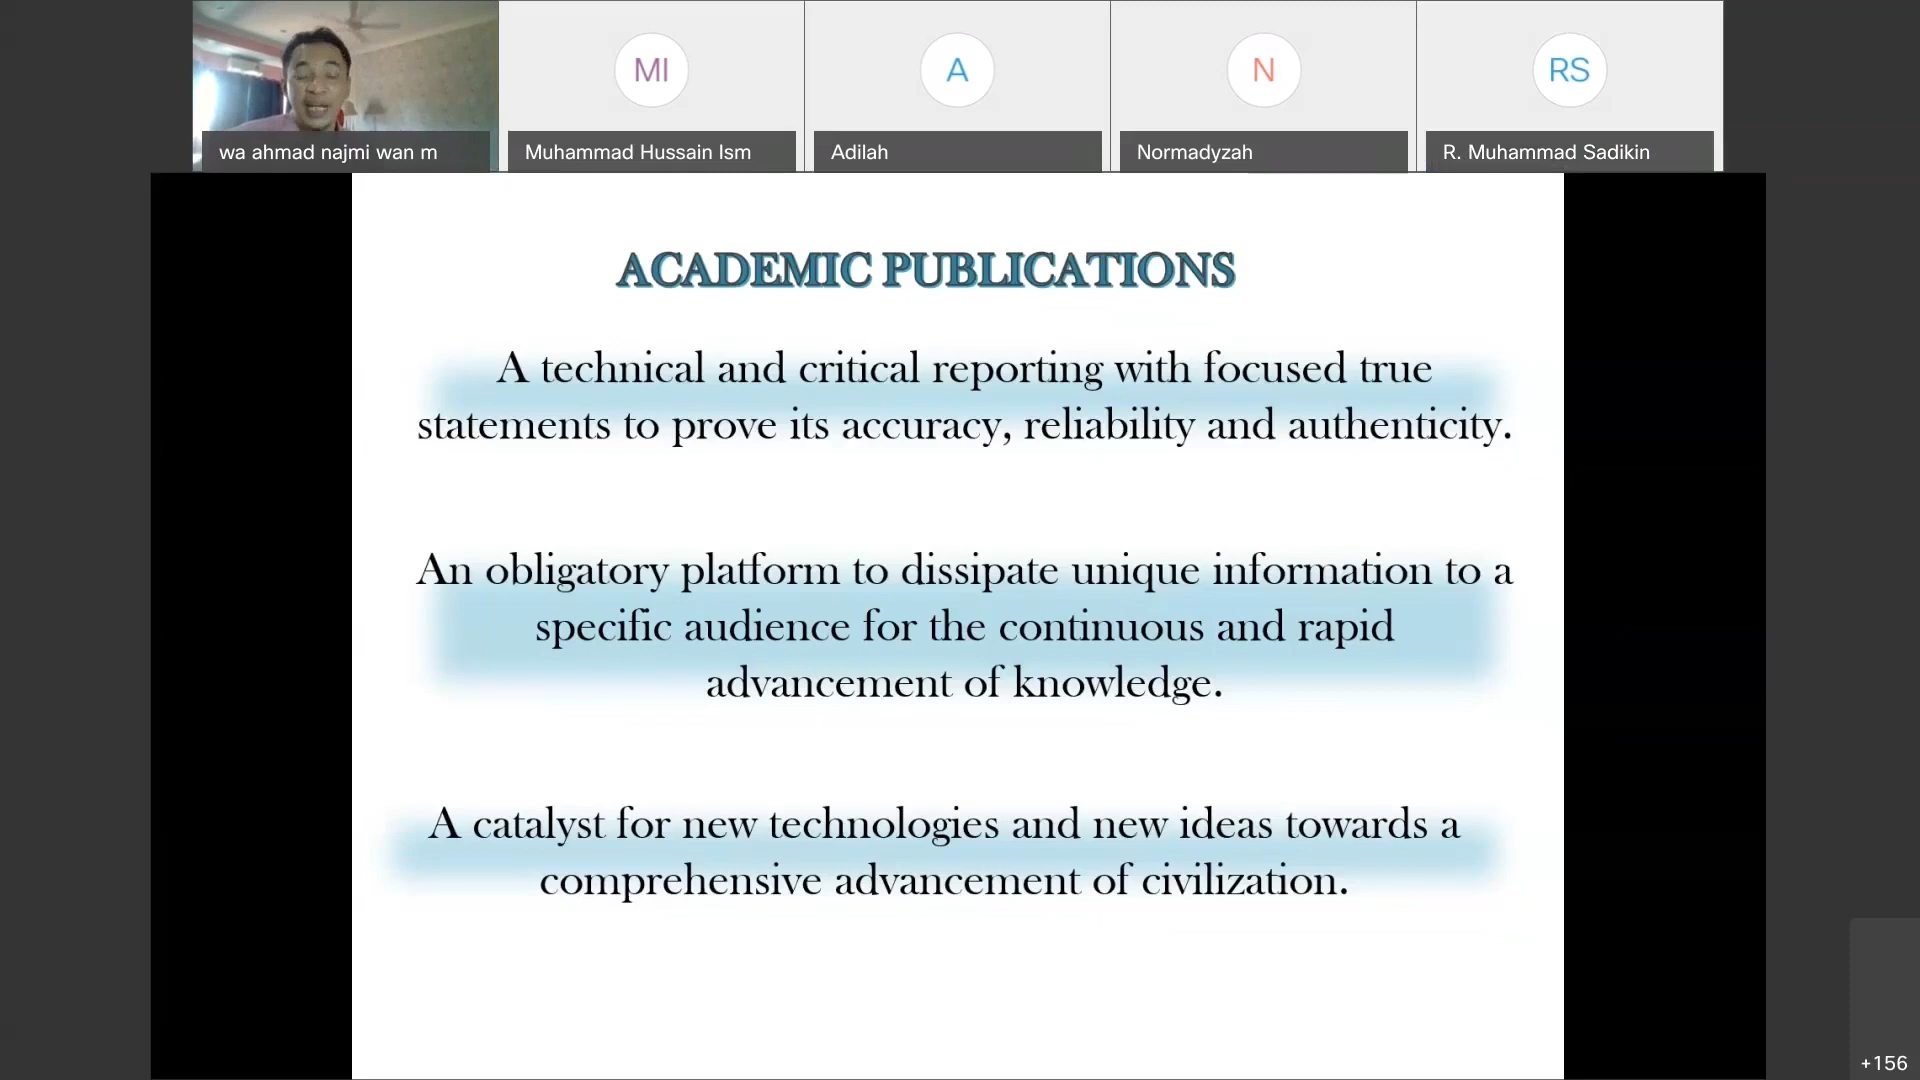 MI
A
N
RS
wa ahmad najmi wan m
Muhammad Hussain Ism
Adilah
Normadyzah
R. Muhammad Sadikin
ACADEMIC PUBLICATIONS
A technical and critical reporting with focused true
statements to prove its accuracy, reliability and authenticity.
An obligatory platform to dissipate unique information to a
specific audience for the continuous and rapid
advancement of knowledge.
A catalyst for new technologies and new ideas towards a
comprehensive advancement of civilization.
+156